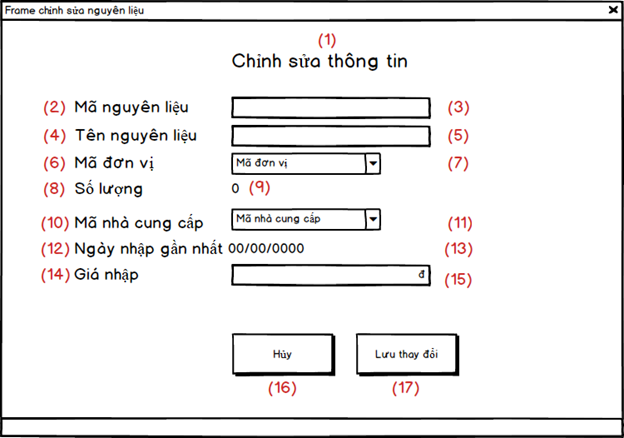 Frame chỉnh sửa nguyên liệu
(1)
Chỉnh sửa thông tin
(2) Mã nguyên liệu (3)
(4) Tên nguyên liệu (5)
(6) Mã đơn vị Mã đơn vị (7)
(8) Số lượng 0 (9)
(10) Mã nhà cung cấp Mã nhà cung cấp (11)
(12) Ngày nhập gần nhất 00/00/0000 (13)
(14) Giá nhập đ (15)
Hủy Lưu thay đổi
(16) (17)